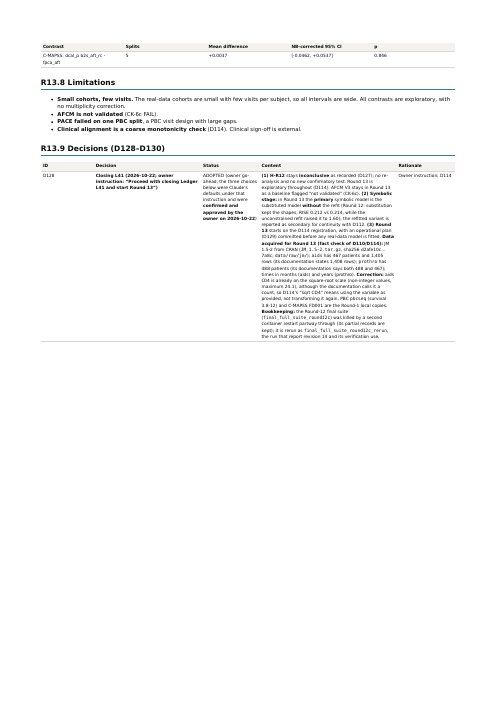 Contrast Splits Mean difference NB-corrected 95% CI p
C-MAPSS: dcal_p b2s_aft_rc - 5 +0.0037 [-0.0462, +0.0537] 0.846
fpca_aft
R13.8 Limitations
• Small cohorts, few visits. The real-data cohorts are small with few visits per subject, so all intervals are wide. All contrasts are exploratory, with
no multiplicity correction.
• AFCM is not validated (CK-6c FAIL).
• PACE failed on one PBC split, a PBC visit design with large gaps.
• Clinical alignment is a coarse monotonicity check (D114). Clinical sign-off is external.
R13.9 Decisions (D128–D130)
ID Decision Status Content Rationale
D128
Closing L41 (2026-10-22; owner
instruction: "Proceed with closing Ledger
L41 and start Round 13")
ADOPTED (owner go-
ahead; the three choices
below were Claude's
defaults under that
instruction and were
confirmed and
approved by the
owner on 2026-10-22)
(1) H-R12 stays inconclusive as recorded (D127); no re-
analysis and no new confirmatory test. Round 13 is
exploratory throughout (D114). AFCM V3 stays in Round 13
as a baseline flagged "not validated" (CK-6c). (2) Symbolic
stage: in Round 13 the primary symbolic model is the
substituted model without the refit (Round 12: substitution
kept the shapes, RISE 0.212 vs 0.214, while the
unconstrained refit raised it to 1.68); the refitted variant is
reported as secondary for continuity with D112. (3) Round
13 starts on the D114 registration, with an operational plan
(D129) committed before any real-data model is fitted. Data
acquired for Round 13 (fact check of D110/D114): JM
1.5-2 from CRAN (JM_1.5-2.tar.gz, sha256
7a8c; data/raw/jm/); aids has 467 patients and 1,405
rows (its documentation states 1,408 rows); prothro has
488 patients (its documentation says both 488 and 467);
times in months (aids) and years (prothro). Correction: aids
CD4 is already on the square-root scale (non-integer values,
maximum 24.1), although the documentation calls it a
count, so D114's "sqrt CD4" means using the variable as
provided, not transforming it again. PBC pbcseq (survival
3.8-12) and C-MAPSS FD001 are the Round-1 local copies.
Bookkeeping: the Round-12 final suite
(final_full_suite_round12c) was killed by a second
container restart partway through (its partial records are
kept); it is rerun as final_full_suite_round12c_rerun,
the run that report revision 14 and its verification use.
Owner instruction; D114